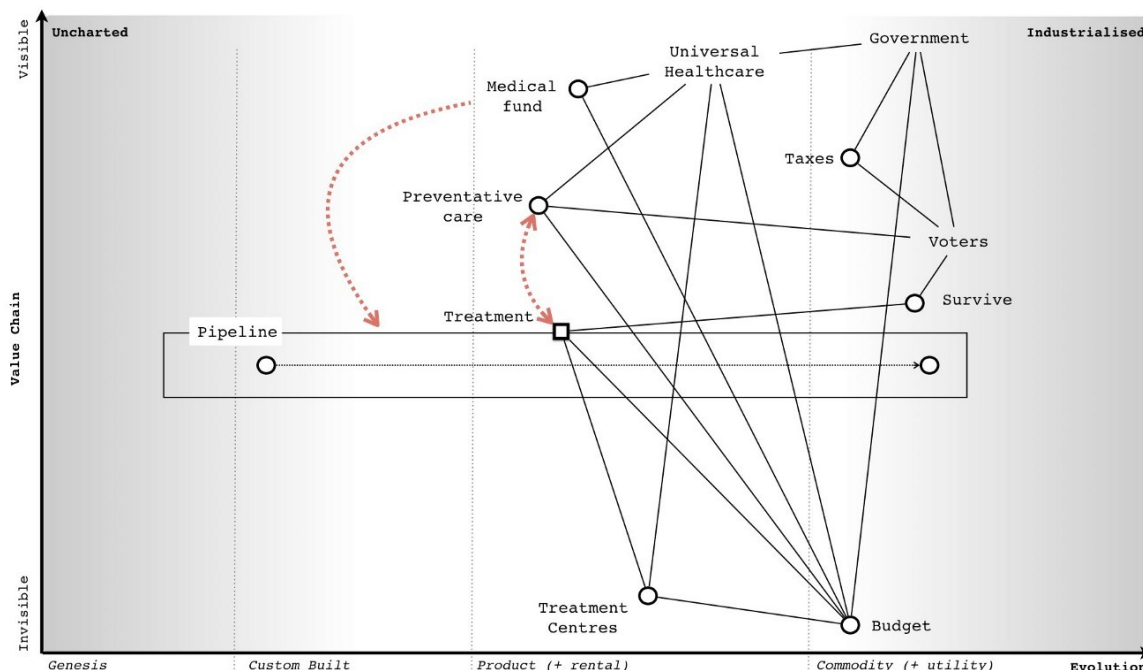 Uncharted
Industrialised
Visible
Universal
Healthcare
Government
Medical
fund
Taxes
Preventative
care
Voters
Survive
Treatment
Pipeline
Value Chain
Treatment
Centres
Budget
Invisible
Genesis
Custom Built
Product (+ rental)
Commodity (+ utility)
Evolution